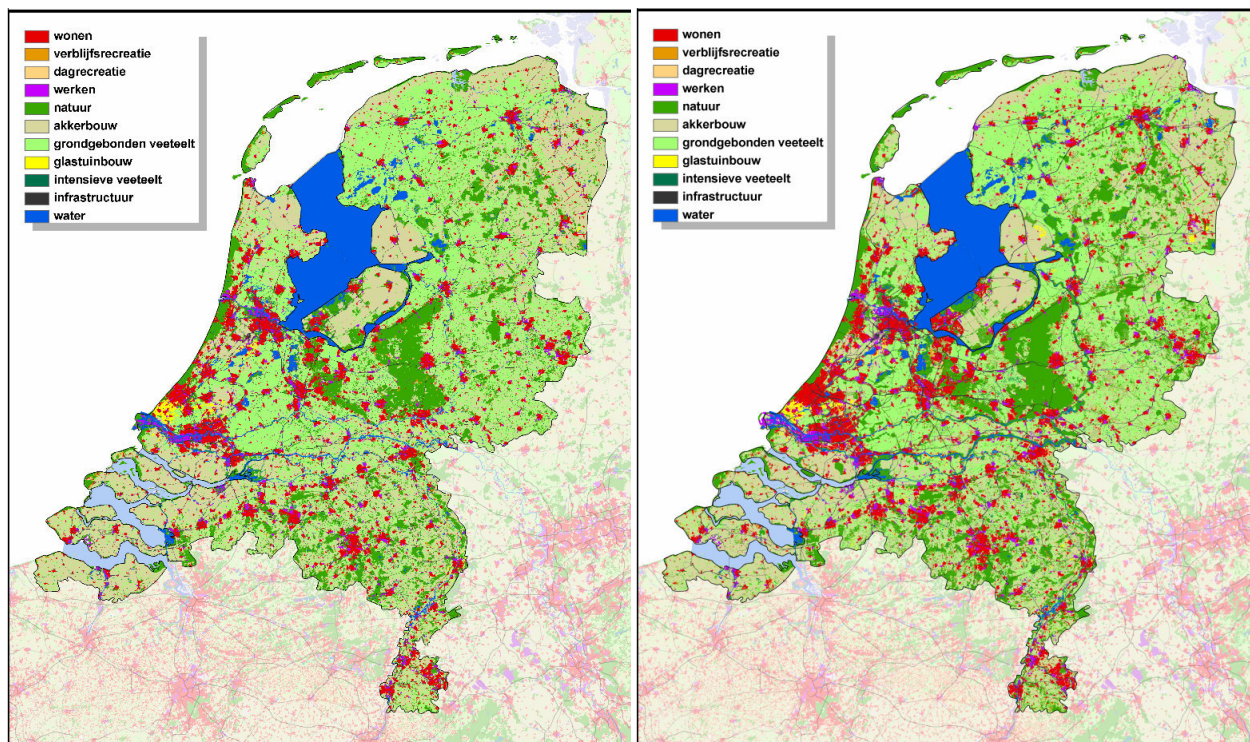 wonen
verblijfsrecreatie
dagrecreatie
werken
natuur
akkerbouw
grondgebonden veeteelt
glastuinbouw
intensieve veeteelt
infrastructuur
water
wonen
verblijfsrecreatie
dagrecreatie
werken
natuur
akkerbouw
grondgebonden veeteelt
glastuinbouw
intensieve veeteelt
infrastructuur
water